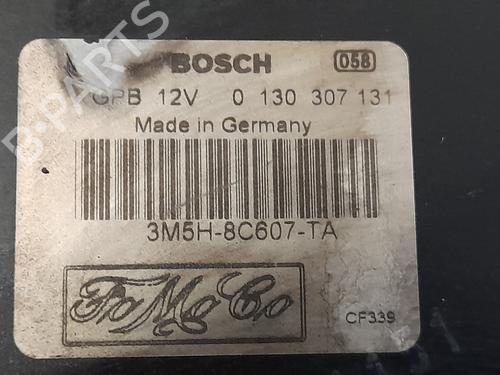 BOSCH 058
GPB 12V 0 130 307 131
Made in Germany
3M5H-8C607-TA
FoMoCo
CF339
B-PARTS